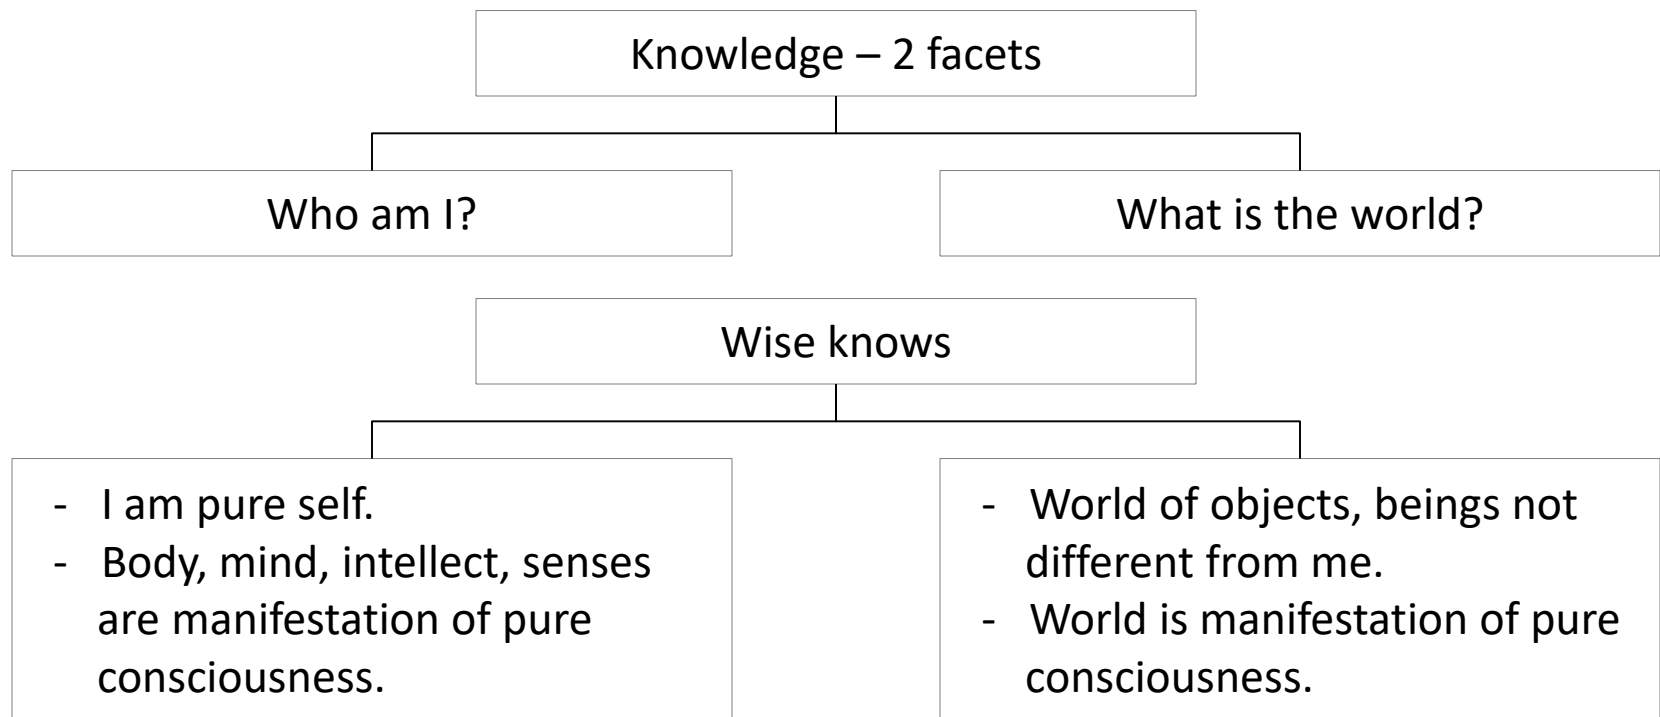 Knowledge – 2 facets
Who am I?
What is the world?
Wise knows
- I am pure self.
- Body, mind, intellect, senses
are manifestation of pure
consciousness.
- World of objects, beings not
different from me.
- World is manifestation of pure
consciousness.